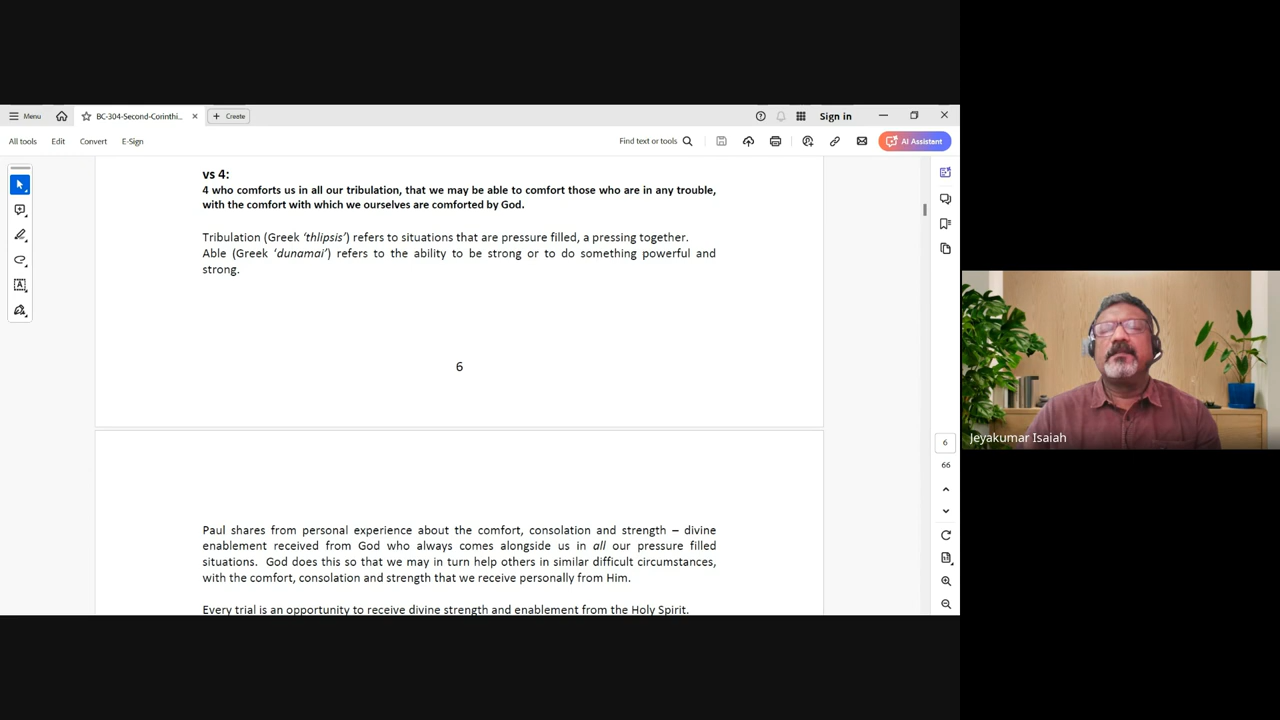 Menu
BC-304-Second-Corinthi...
Create
Sign in
All tools
Edit
Convert
E-Sign
Find text or tools
AI Assistant
vs 4:
4 who comforts us in all our tribulation, that we may be able to comfort those who are in any trouble,
with the comfort with which we ourselves are comforted by God.
Tribulation (Greek 'thlipsis') refers to situations that are pressure filled, a pressing together.
Able (Greek 'dunamai') refers to the ability to be strong or to do something powerful and
strong.
6
Paul shares from personal experience about the comfort, consolation and strength – divine
enablement received from God who always comes alongside us in all our pressure filled
situations. God does this so that we may in turn help others in similar difficult circumstances,
with the comfort, consolation and strength that we receive personally from Him.
Every trial is an opportunity to receive divine strength and enablement from the Holy Spirit.
6
66
Jeyakumar Isaiah